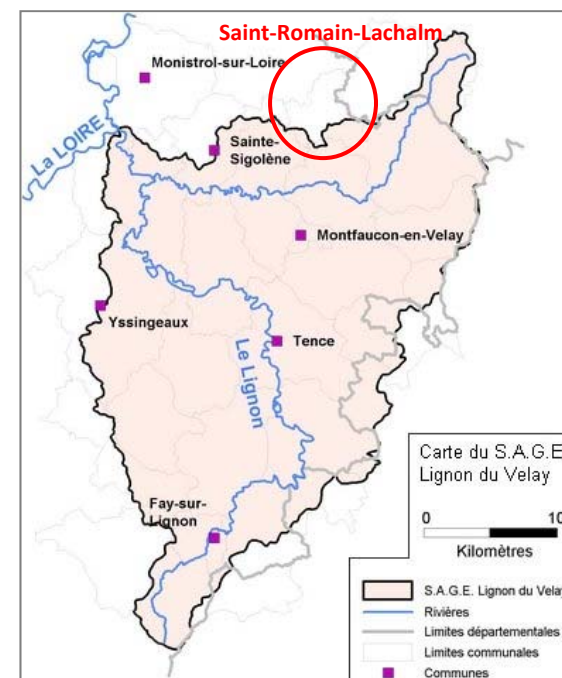 Saint-Romain-Lachalm
Monistrol-sur-Loire
La LOIRE
Sainte-
Sigolène
Montfaucon-en-Velay
Yssingeaux
Tence
Le Lignon
Fay-sur-
Lignon
Carte du S.A.G.E
Lignon du Velay
0 10
Kilomètres
S.A.G.E. Lignon du Velay
Rivières
Limites départementales
Limites communales
Communes